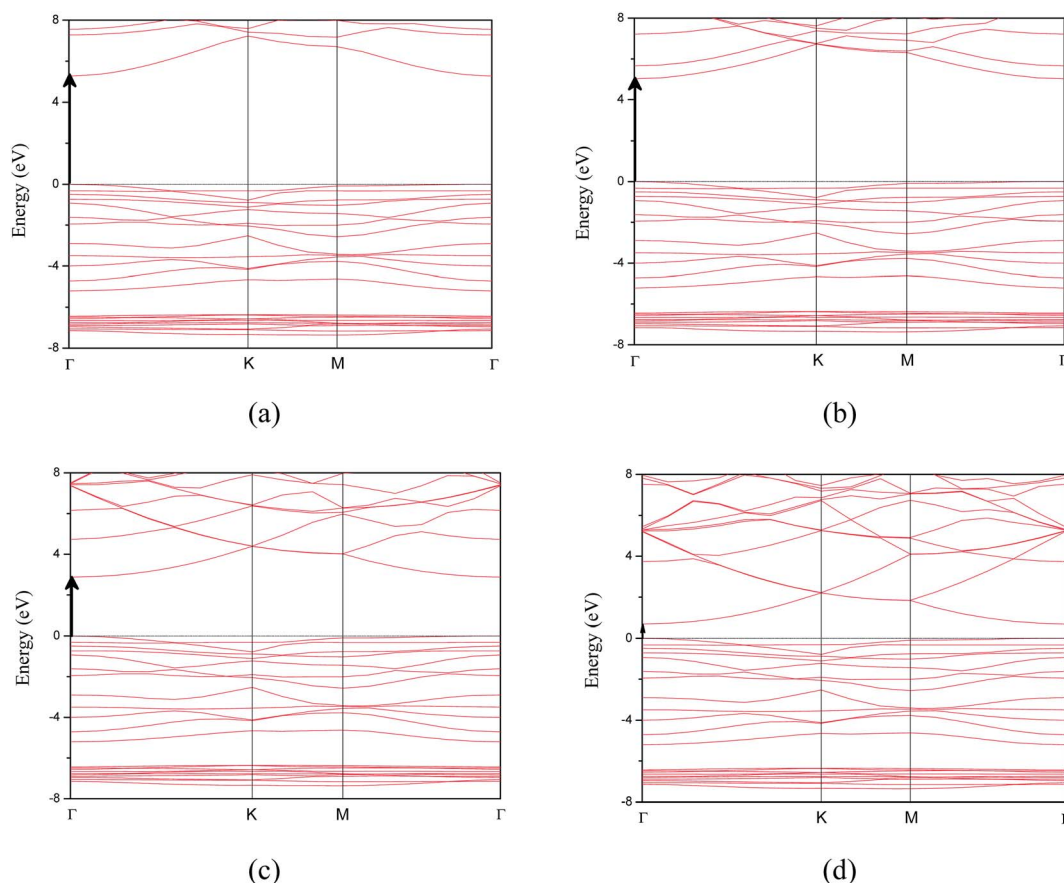 8
4
0
-4
-8
Energy (eV)
Γ K M Γ
(a)
8
4
0
-4
-8
Energy (eV)
Γ K M Γ
(b)
8
4
0
-4
-8
Energy (eV)
Γ K M Γ
(c)
8
4
0
-4
-8
Energy (eV)
Γ K M Γ
(d)